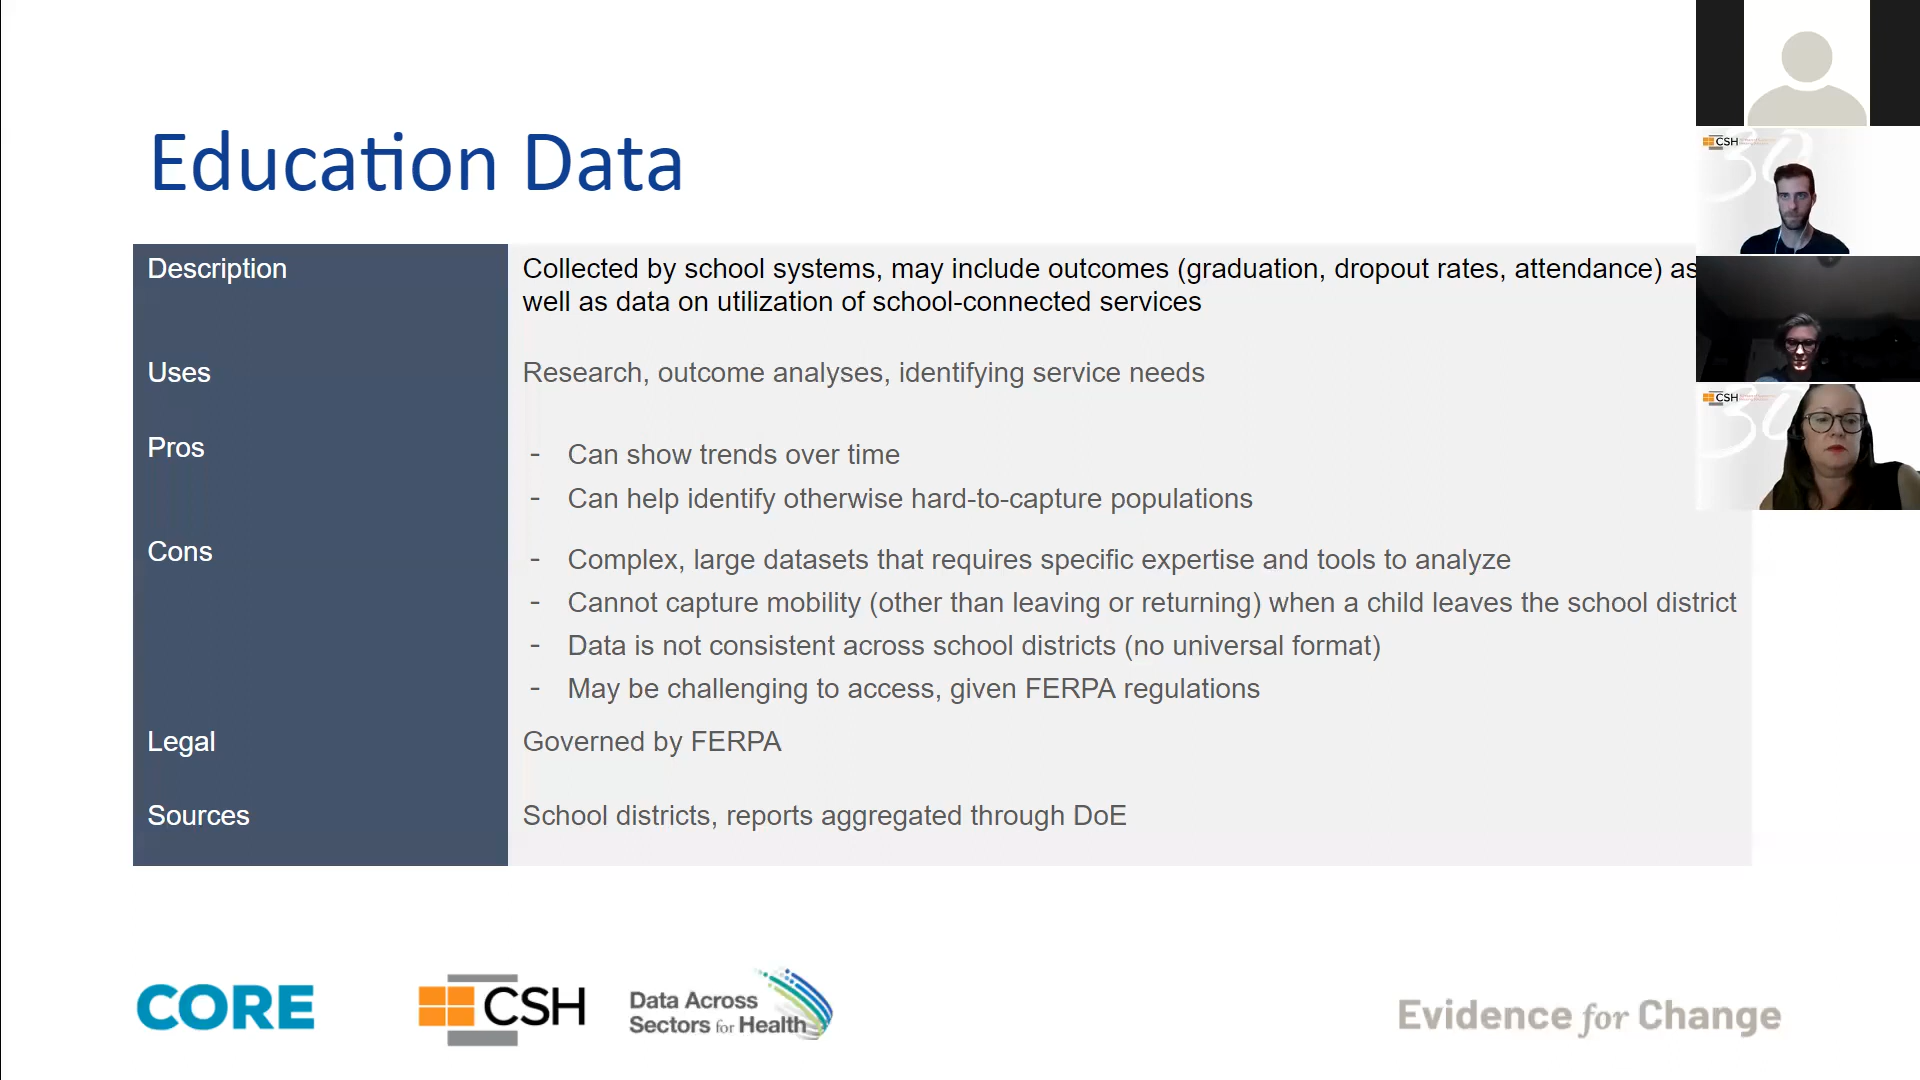 Education Data
Description
Collected by school systems, may include outcomes (graduation, dropout rates, attendance) as
well as data on utilization of school-connected services
Uses
Research, outcome analyses, identifying service needs
Pros
- Can show trends over time
- Can help identify otherwise hard-to-capture populations
Cons
- Complex, large datasets that requires specific expertise and tools to analyze
- Cannot capture mobility (other than leaving or returning) when a child leaves the school district
- Data is not consistent across school districts (no universal format)
- May be challenging to access, given FERPA regulations
Legal
Governed by FERPA
Sources
School districts, reports aggregated through DoE
CORE
CSH
Data Across
Sectors for Health
Evidence for Change
CSH
30
CSH
30